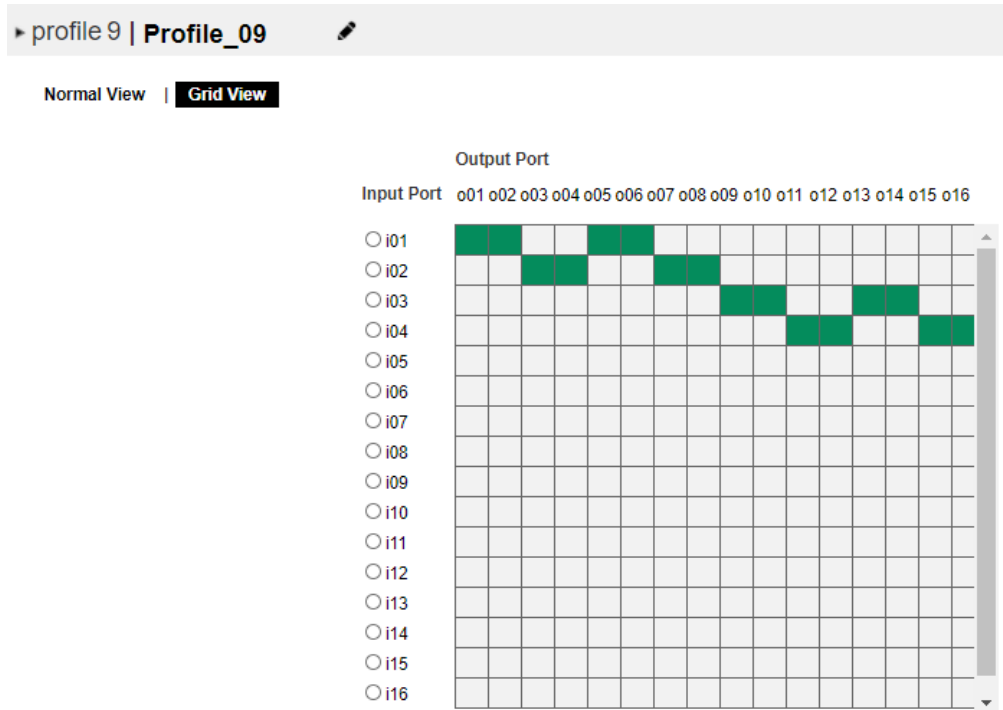 profile 9 | Profile_09
Normal View | Grid View
Output Port
Input Port o01 o02 o03 o04 o05 o06 o07 o08 o09 o10 o11 o12 o13 o14 o15 o16
i01
i02
i03
i04
i05
i06
i07
i08
i09
i10
i11
i12
i13
i14
i15
i16